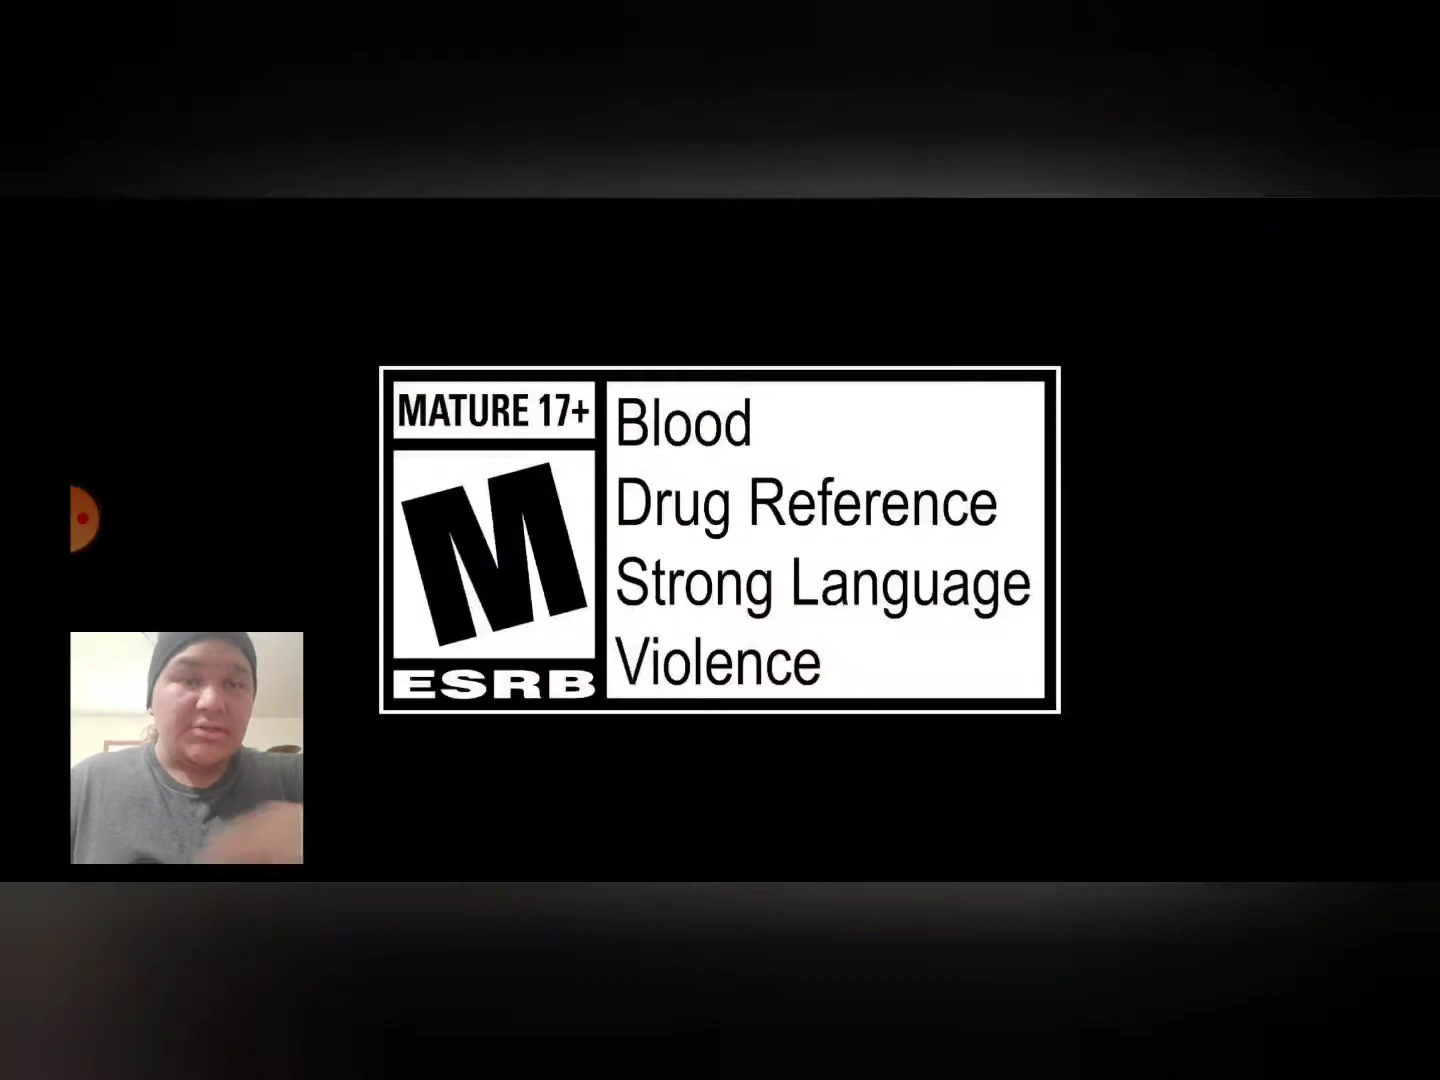 MATURE 17+
M
ESRB
Blood
Drug Reference
Strong Language
Violence